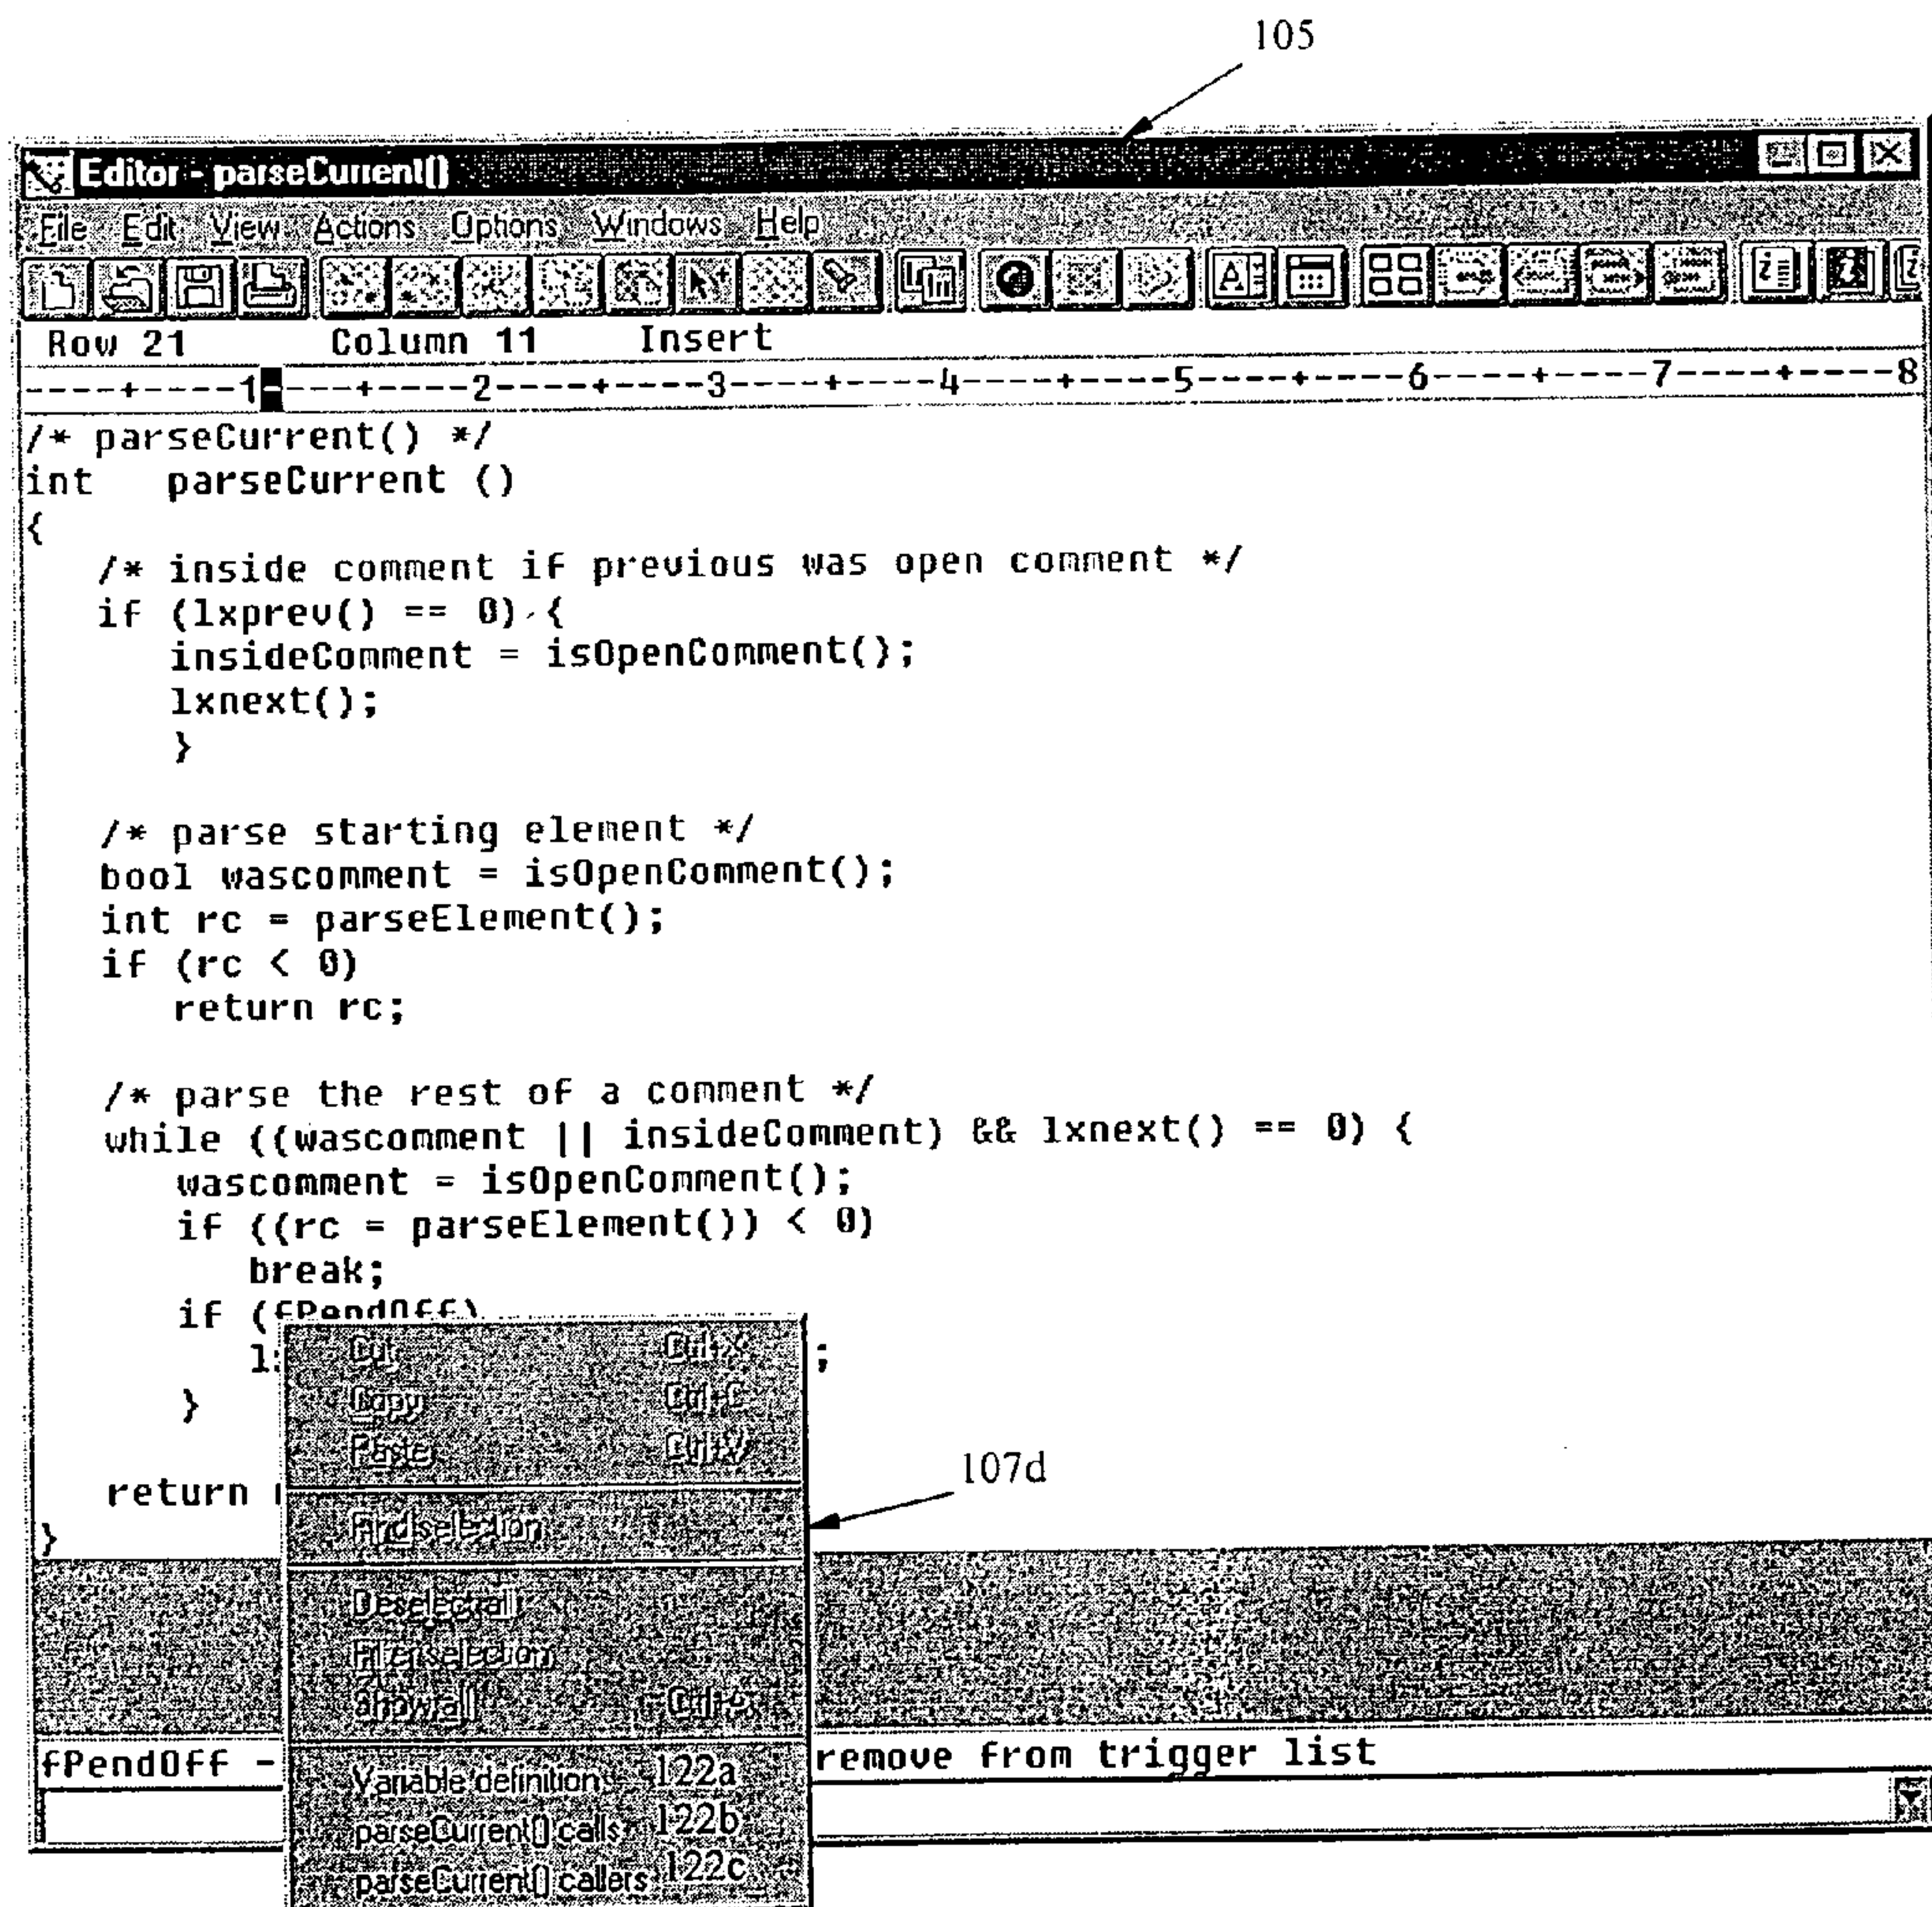 105
Editor - parseCurrent()
File Edit View Actions Options Windows Help
Row 21 Column 11 Insert
----+----1----+----2----+----3----+----4----+----5----+----6----+----7----+----8
/* parseCurrent() */
int parseCurrent ()
{
/* inside comment if previous was open comment */
if (lxprev() == 0) {
insideComment = isOpenComment();
lxnext();
}
/* parse starting element */
bool wascomment = isOpenComment();
int rc = parseElement();
if (rc < 0)
return rc;
/* parse the rest of a comment */
while ((wascomment || insideComment) && lxnext() == 0) {
wascomment = isOpenComment();
if ((rc = parseElement()) < 0)
break;
if (fPendOff)
;
}
return
}
Cut Ctrl+X
Copy Ctrl+C
Paste Ctrl+V
107d
Find selection
Deselect all
Filter selection
Show all Ctrl+A
fPendOff - remove from trigger list
Variable definition 122a
parseCurrent() calls 122b
parseCurrent() callers 122c